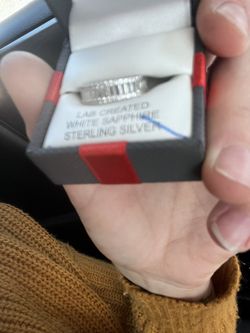 LAB CREATED
WHITE SAPPHIRE
STERLING SILVER